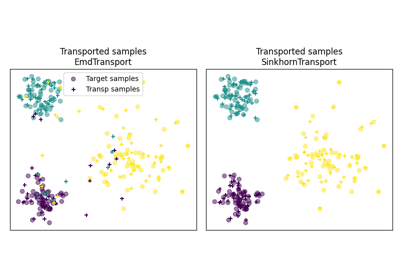 Transported samples
EmdTransport
Target samples
Transp samples
Transported samples
SinkhornTransport